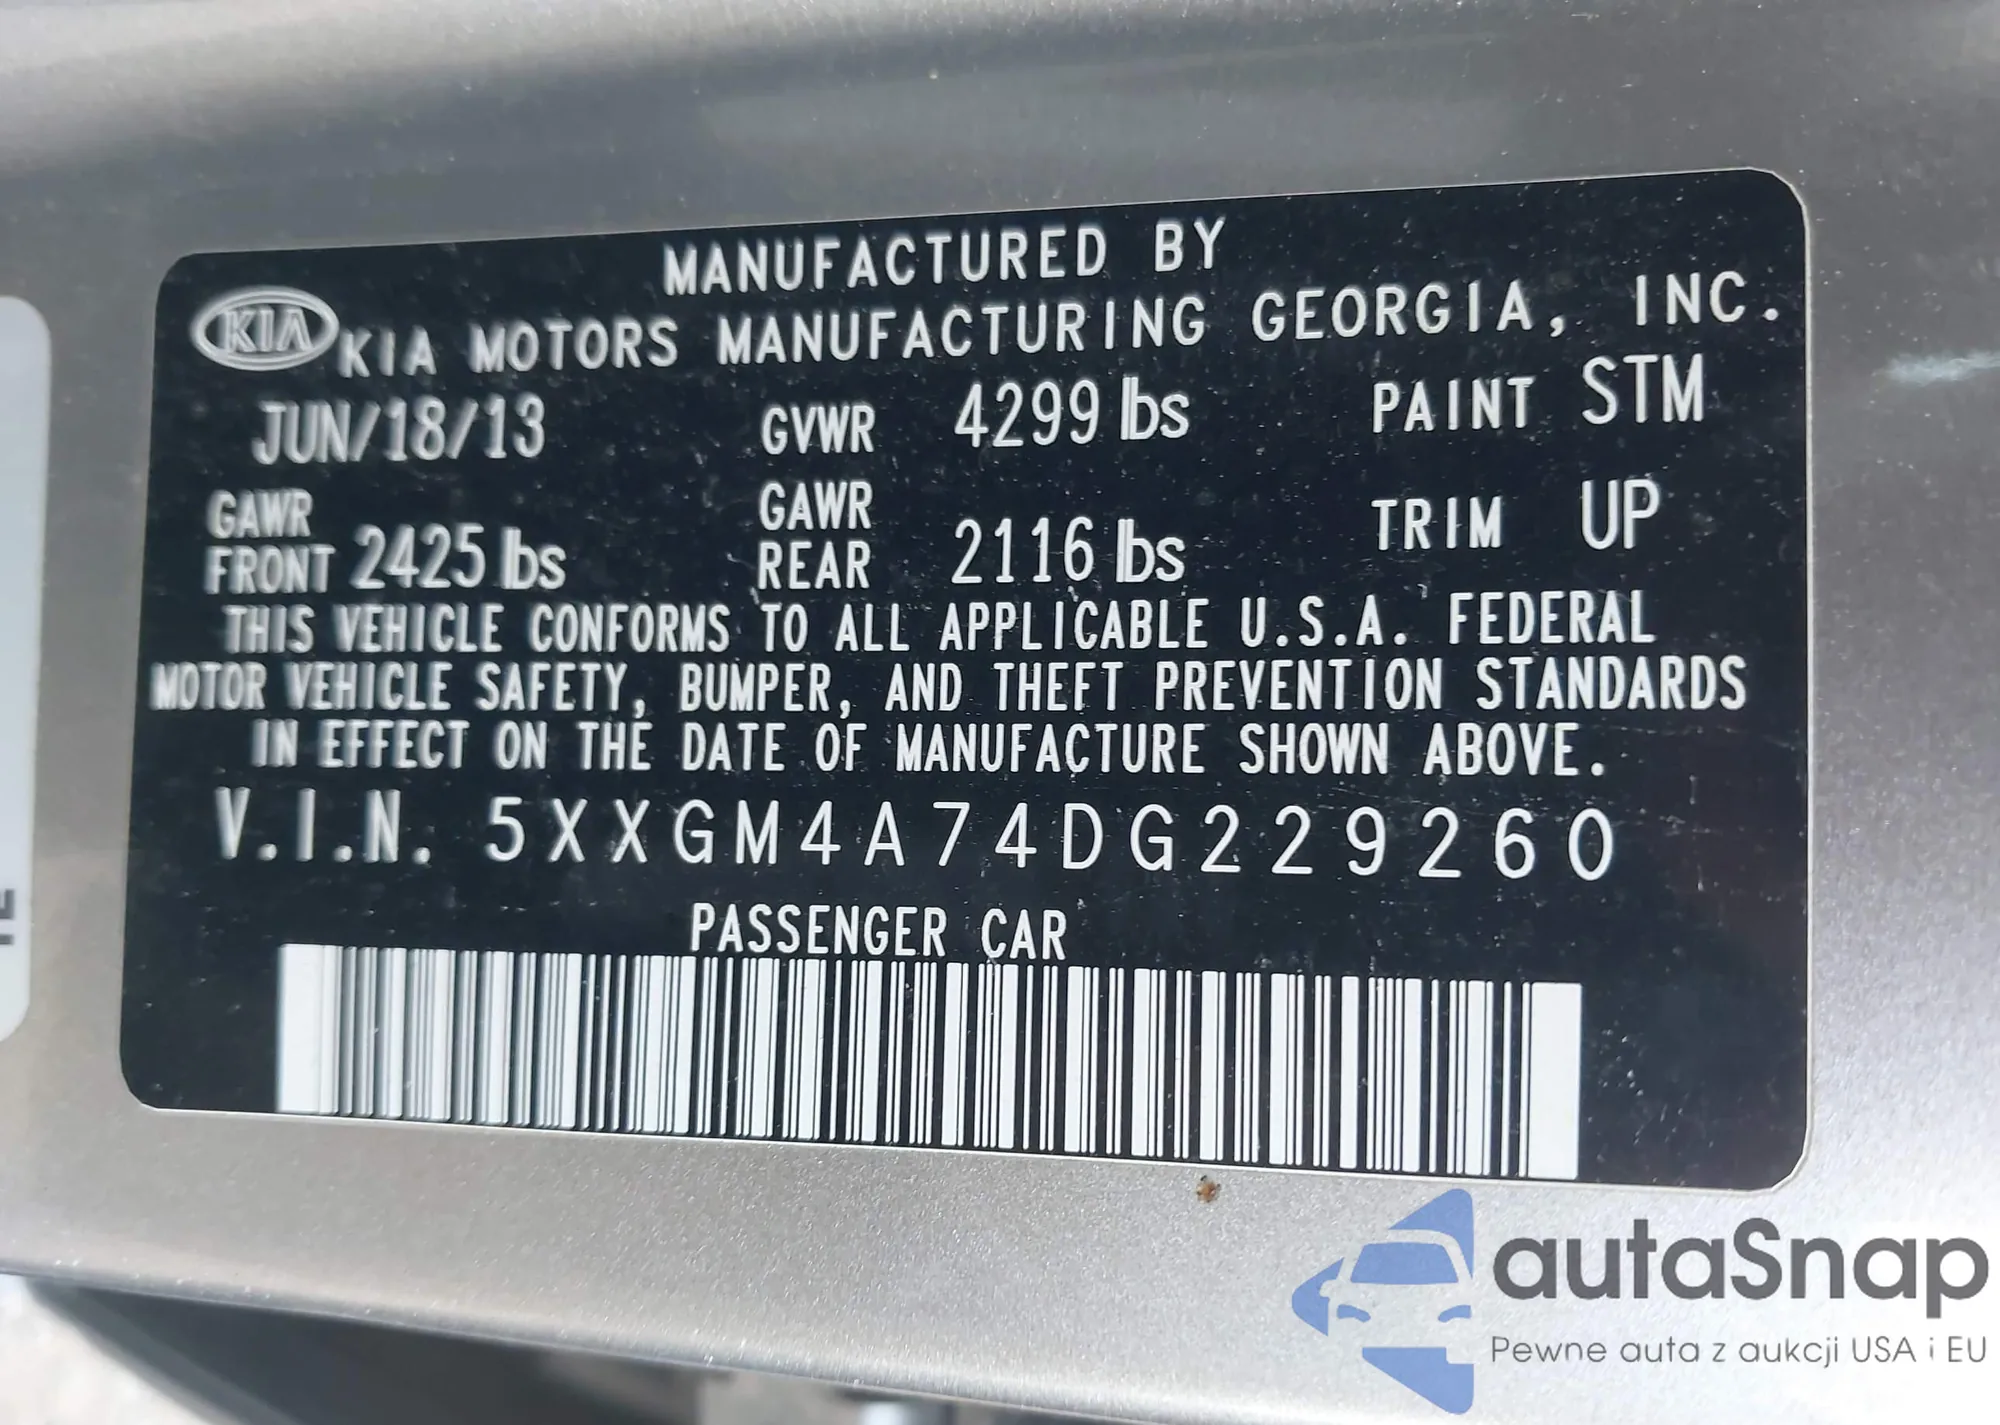 MANUFACTURED BY
KIA KIA MOTORS MANUFACTURING GEORGIA, INC.
JUN/18/13 GVWR 4299 lbs PAINT STM
GAWR FRONT 2425 lbs GAWR REAR 2116 lbs TRIM UP
THIS VEHICLE CONFORMS TO ALL APPLICABLE U.S.A. FEDERAL
MOTOR VEHICLE SAFETY, BUMPER, AND THEFT PREVENTION STANDARDS
IN EFFECT ON THE DATE OF MANUFACTURE SHOWN ABOVE.
V.I.N. 5XXGM4A74DG229260
PASSENGER CAR
autaSnap
Pewne auta z aukcji USA i EU